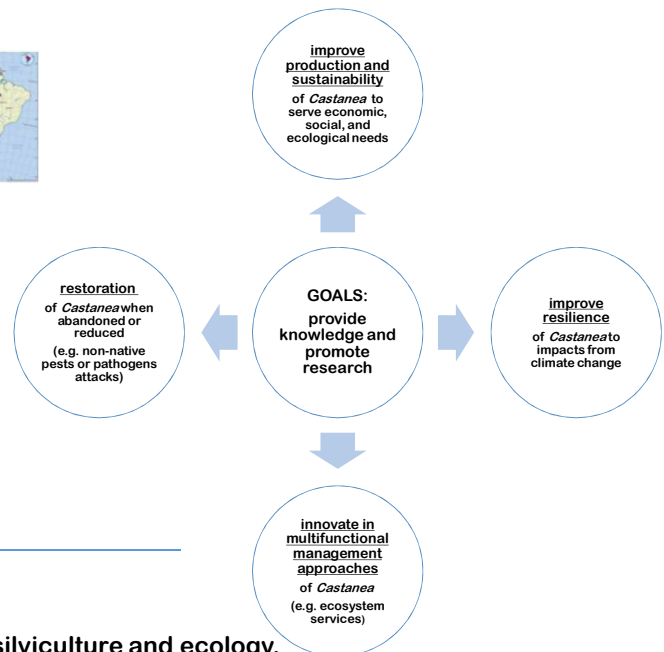 improve
production and
sustainability
of Castanea to
serve economic,
social, and
ecological needs
restoration
of Castanea when
abandoned or
reduced
(e.g. non-native
pests or pathogens
attacks)
GOALS:
provide
knowledge and
promote
research
improve
resilience
of Castanea to
impacts from
climate change
innovate in
multifunctional
management
approaches
of Castanea
(e.g. ecosystem
services)
silviculture and ecology.